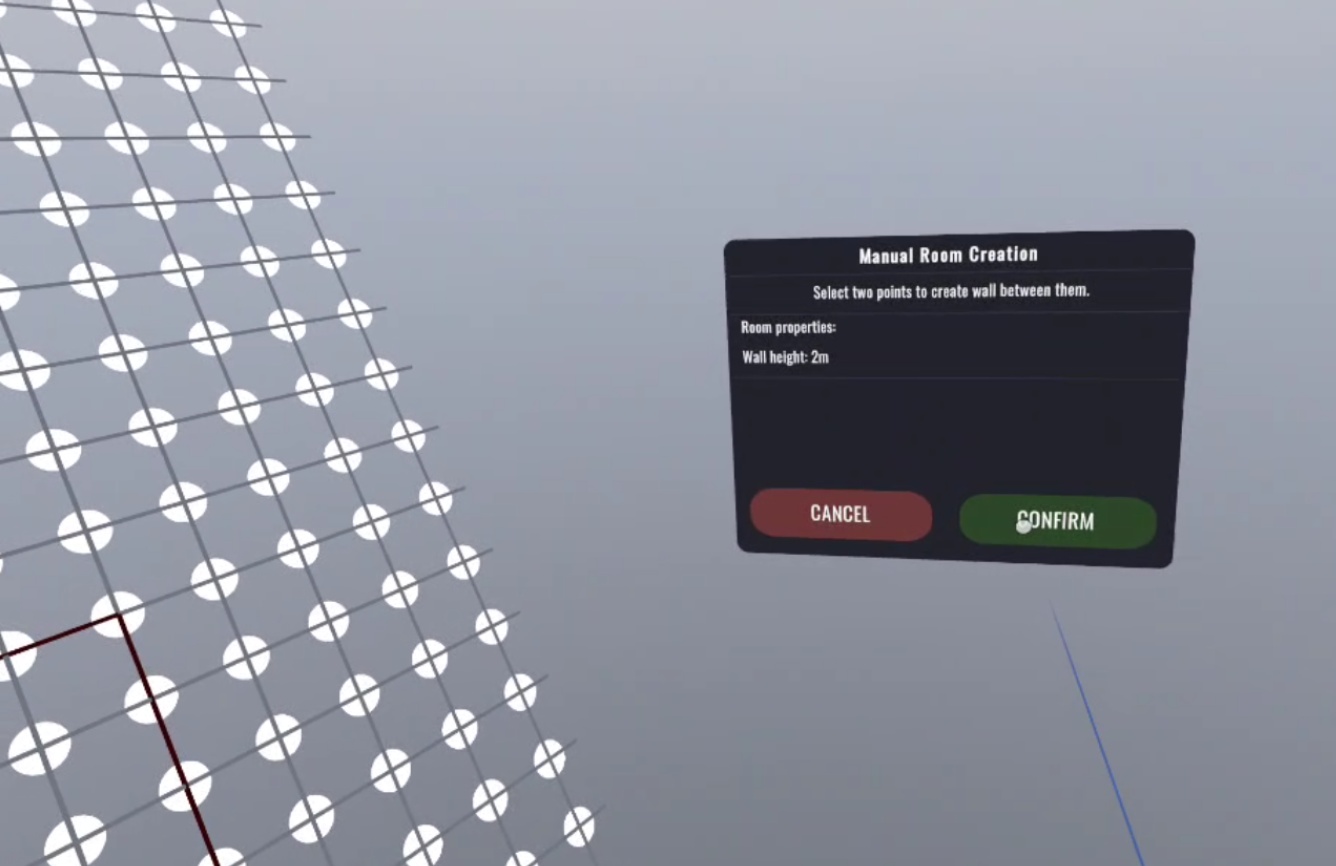 Manual Room Creation
Select two points to create wall between them.
Room properties:
Wall height: 2m
CANCEL
CONFIRM